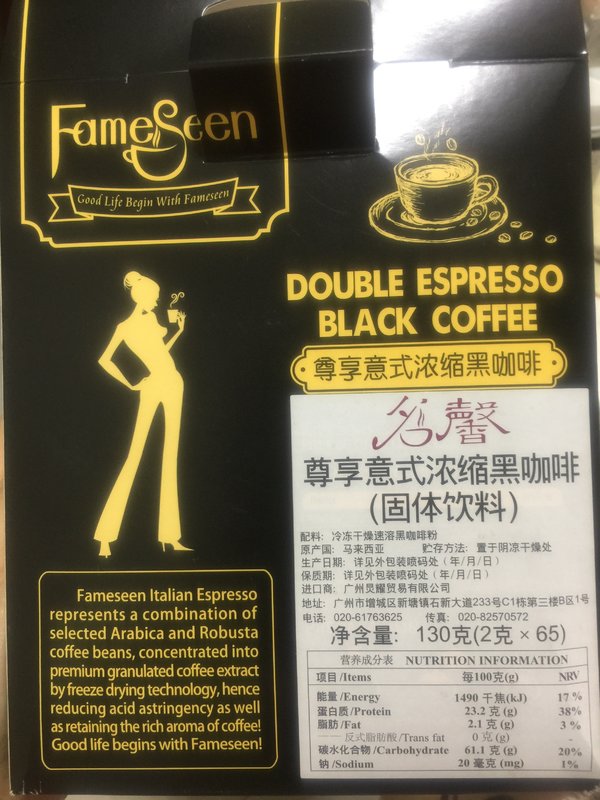 FameSeen
Good Life Begin With Fameseen
DOUBLE ESPRESSO
BLACK COFFEE
尊享意式浓缩黑咖啡
名馨
尊享意式浓缩黑咖啡
(固体饮料)
配料: 冷冻干燥速溶黑咖啡粉
原产国: 马来西亚 贮存方法: 置于阴凉干燥处
生产日期: 详见外包装喷码处（年/月/日）
保质期: 详见外包装喷码处（年/月/日）
进口商: 广州炅耀贸易有限公司
地址: 广州市增城区新塘镇石新大道233号C1栋第三楼B区1号
电话: 020-61763625 传真: 020-82570572
净含量: 130克(2克 × 65)
营养成分表 NUTRITION INFORMATION
项目/Items 每100克(g) NRV
能量/Energy 1490 千焦(kJ) 17 %
蛋白质/Protein 23.2 克 (g) 38%
脂肪/Fat 2.1 克 (g) 3 %
—— 反式脂肪酸/Trans fat 0 克(g) -
碳水化合物/Carbohydrate 61.1 克 (g) 20%
钠/Sodium 20 毫克 (mg) 1%
Fameseen Italian Espresso
represents a combination of
selected Arabica and Robusta
coffee beans, concentrated into
premium granulated coffee extract
by freeze drying technology, hence
reducing acid astringency as well
as retaining the rich aroma of coffee!
Good life begins with Fameseen!